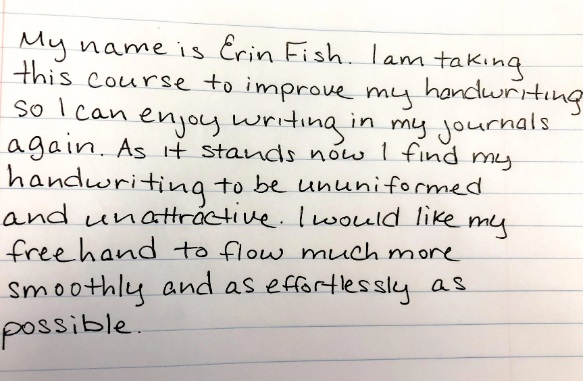 My name is Erin Fish. I am taking
this course to improve my handwriting
so I can enjoy writing in my journals
again. As it stands now I find my
handwriting to be ununiformed
and unattractive. I would like my
freehand to flow much more
smoothly and as effortlessly as
possible.